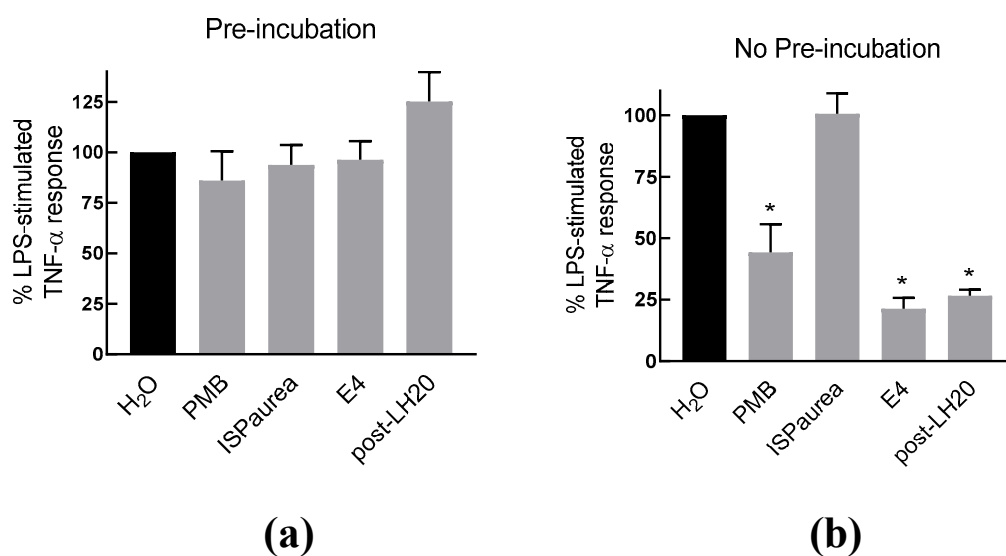 Pre-incubation
% LPS-stimulated
TNF-α response
125
100
75
50
25
0
H₂O
PMB
ISPaurea
E4
post-LH20
(a)
No Pre-incubation
% LPS-stimulated
TNF-α response
100
75
50
25
0
*
*
*
H₂O
PMB
ISPaurea
E4
post-LH20
(b)